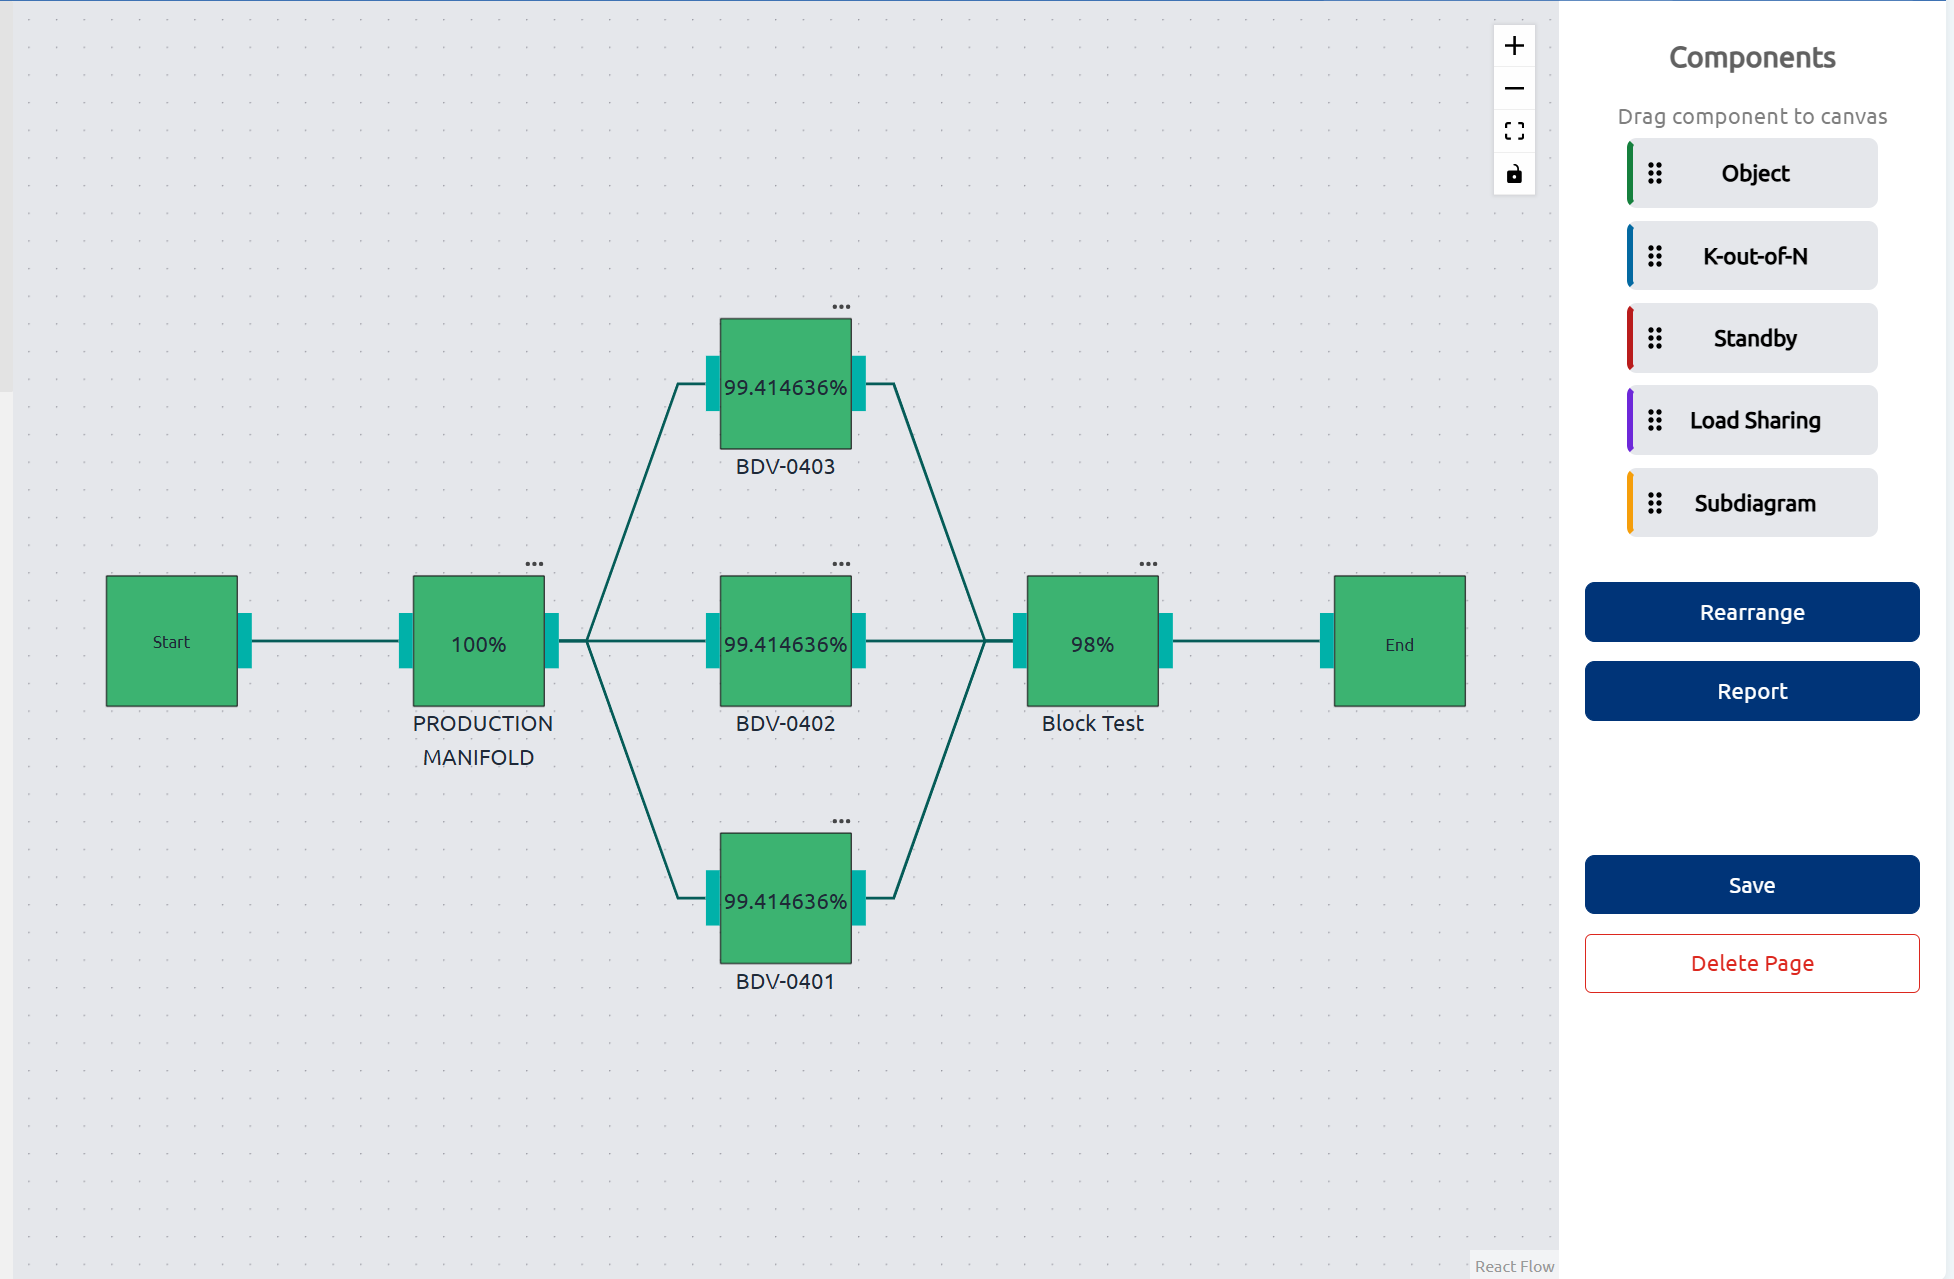 Components
Drag component to canvas
Object
K-out-of-N
Standby
Load Sharing
Subdiagram
Rearrange
Report
Save
Delete Page
99.414636%
BDV-0403
Start
100%
PRODUCTION
MANIFOLD
99.414636%
BDV-0402
98%
Block Test
End
99.414636%
BDV-0401
React Flow